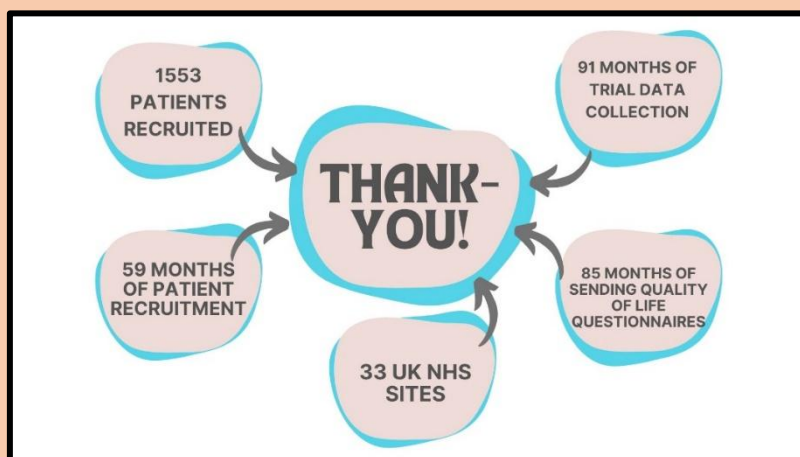 1553
PATIENTS
RECRUITED
91 MONTHS OF
TRIAL DATA
COLLECTION
THANK-
YOU!
59 MONTHS
OF PATIENT
RECRUITMENT
85 MONTHS OF
SENDING QUALITY
OF LIFE
QUESTIONNAIRES
33 UK NHS
SITES